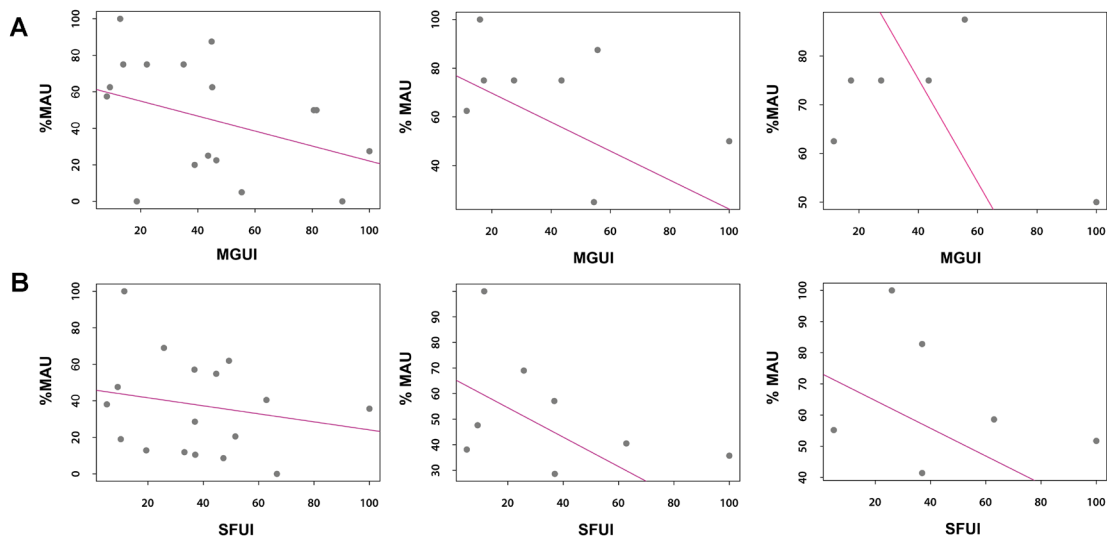 A
%MAU
0 20 40 60 80 100
20 40 60 80 100
MGUI
% MAU
40 60 80 100
20 40 60 80 100
MGUI
%MAU
50 60 70 80
20 40 60 80 100
MGUI
B
%MAU
0 20 40 60 80 100
20 40 60 80 100
SFUI
% MAU
30 40 50 60 70 90
20 40 60 80 100
SFUI
% MAU
40 50 60 70 80 90 100
20 40 60 80 100
SFUI